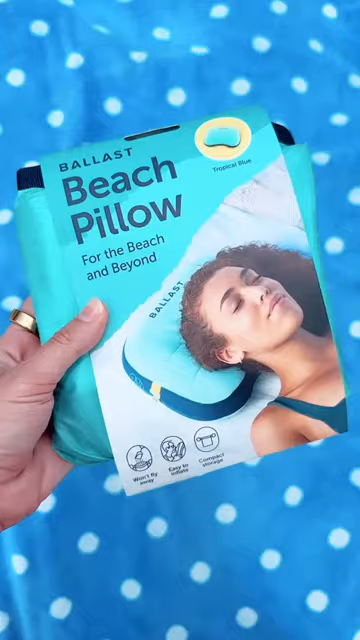 BALLAST
Beach
Pillow
For the Beach
and Beyond
Tropical Blue
BALLAST
Won't fly
away
Easy to
inflate
Compact
storage